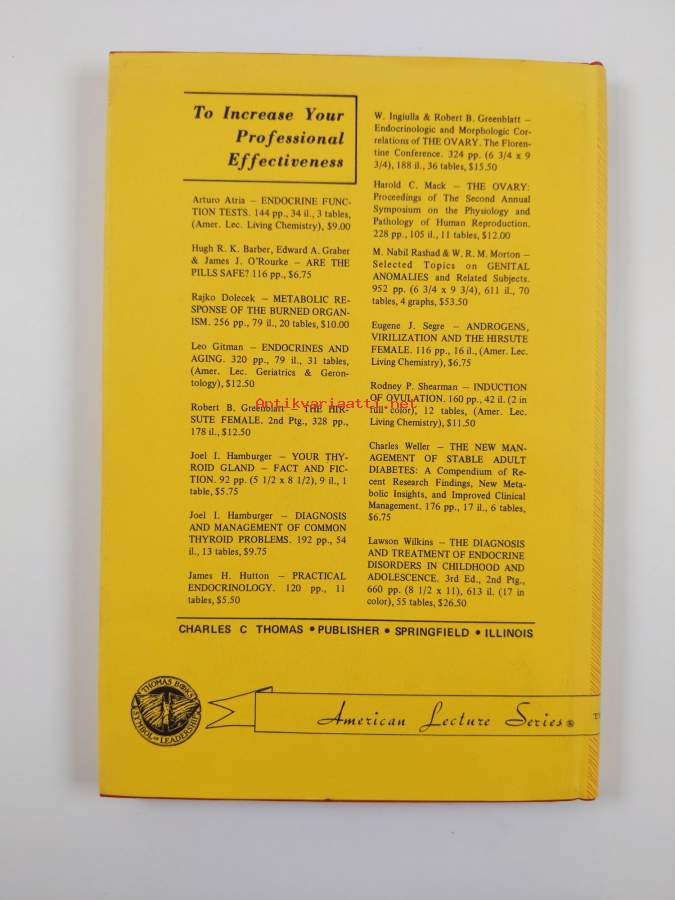 To Increase Your
Professional
Effectiveness
Arturo Atria — ENDOCRINE FUNC-
TION TESTS. 144 pp., 34 il., 3 tables,
(Amer. Lec. Living Chemistry), $9.00
Hugh R. K. Barber, Edward A. Graber
& James J. O'Rourke — ARE THE
PILLS SAFE? 116 pp., $6.75
Rajko Dolecek — METABOLIC RE-
SPONSE OF THE BURNED ORGAN-
ISM. 256 pp., 79 il., 20 tables, $10.00
Leo Gitman — ENDOCRINES AND
AGING. 320 pp., 79 il., 31 tables,
(Amer. Lec. Geriatrics & Geron-
tology), $12.50
Robert B. Greenblatt — THE HIR-
SUTE FEMALE. 2nd Ptg., 328 pp.,
178 il., $12.50
Joel I. Hamburger — YOUR THY-
ROID GLAND — FACT AND FIC-
TION. 92 pp. (5 1/2 x 8 1/2), 9 il., 1
table, $5.75
Joel I. Hamburger — DIAGNOSIS
AND MANAGEMENT OF COMMON
THYROID PROBLEMS. 192 pp., 54
il., 13 tables, $9.75
James H. Hutton — PRACTICAL
ENDOCRINOLOGY. 120 pp., 11
tables, $5.50
W. Ingiulla & Robert B. Greenblatt —
Endocrinologic and Morphologic Cor-
relations of THE OVARY. The Floren-
tine Conference. 324 pp. (6 3/4 x 9
3/4), 188 il., 36 tables, $15.50
Harold C. Mack — THE OVARY:
Proceedings of The Second Annual
Symposium on the Physiology and
Pathology of Human Reproduction.
228 pp., 105 il., 11 tables, $12.00
M. Nabil Rashad & W. R. M. Morton —
Selected Topics on GENITAL
ANOMALIES and Related Subjects.
952 pp. (6 3/4 x 9 3/4), 611 il., 70
tables, 4 graphs, $53.50
Eugene J. Segre — ANDROGENS,
VIRILIZATION AND THE HIRSUTE
FEMALE. 116 pp., 16 il., (Amer. Lec.
Living Chemistry), $6.75
Rodney P. Shearman — INDUCTION
OF OVULATION. 160 pp., 42 il. (2 in
full color), 12 tables, (Amer. Lec.
Living Chemistry), $11.50
Charles Weller — THE NEW MAN-
AGEMENT OF STABLE ADULT
DIABETES: A Compendium of Re-
cent Research Findings, New Meta-
bolic Insights, and Improved Clinical
Management. 176 pp., 17 il., 6 tables,
$6.75
Lawson Wilkins — THE DIAGNOSIS
AND TREATMENT OF ENDOCRINE
DISORDERS IN CHILDHOOD AND
ADOLESCENCE. 3rd Ed., 2nd Ptg.,
660 pp. (8 1/2 x 11), 613 il. (17 in
color), 55 tables, $26.50
Antikvariaatti.net
CHARLES C THOMAS • PUBLISHER • SPRINGFIELD • ILLINOIS
THOMAS BOOKS
SYMBOL OF LEADERSHIP
American Lecture Series®